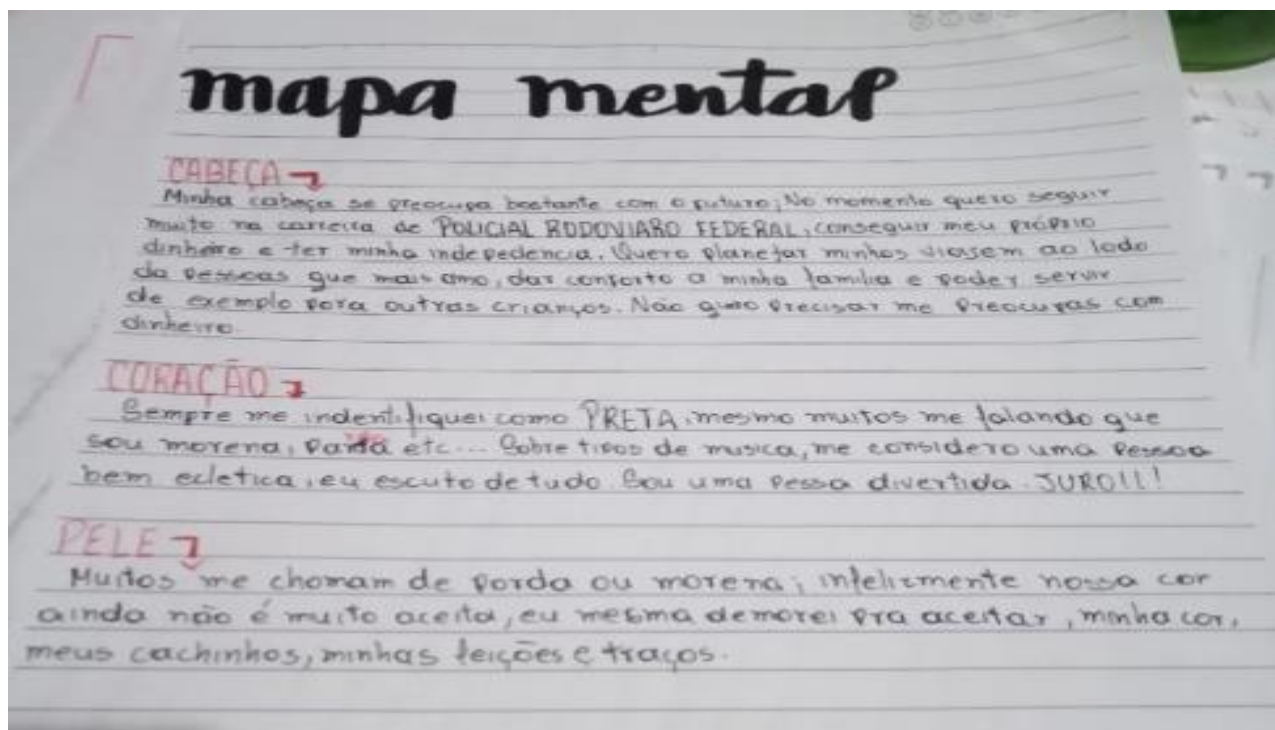 mapa mental
CABEÇA
Minha cabeça se preocupa bastante com o futuro; No momento quero seguir
muito na carreira de POLICIAL RODOVIARO FEDERAL, conseguir meu próprio
dinheiro e ter minha indepedencia. Quero planejar minhas viagem ao lado
da pessoas que mais amo, dar conforto a minha família e poder servir
de exemplo para outras crianças. Não quero precisar me preocupar com
dinheiro.
CORAÇÃO
Sempre me indentifiquei como PRETA, mesmo muitos me falando que
sou morena, parda etc... Sobre tipos de musica, me considero uma pessoa
bem ecletica, eu escuto de tudo. Sou uma pessa divertida. JURO!!!
PELE
Muitos me chamam de parda ou morena, infelizmente nossa cor
ainda não é muito aceita, eu mesma demorei pra aceitar, minha cor,
meus cachinhos, minhas feições e traços.